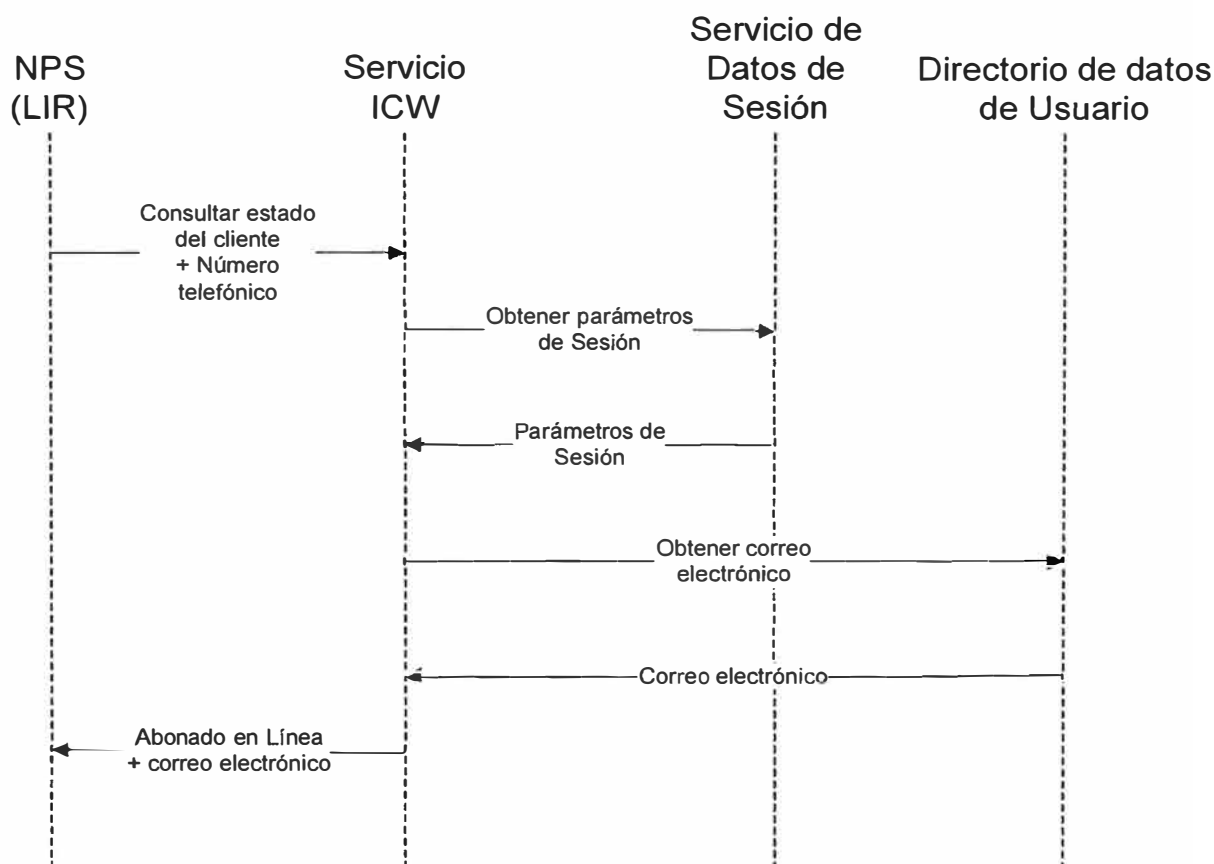 NPS
(LIR)
Servicio
ICW
Servicio de
Datos de
Sesión
Directorio de datos
de Usuario
Consultar estado
del cliente
+ Número
telefónico
Obtener parámetros
de Sesión
Parámetros de
Sesión
Obtener correo
electrónico
Correo electrónico
Abonado en Línea
+ correo electrónico